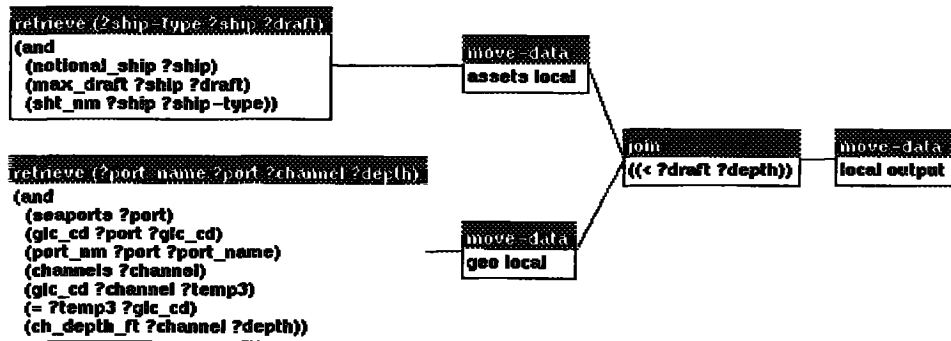 retrieve (?ship-type ?ship ?draft)
(and
(notional_ship ?ship)
(max_draft ?ship ?draft)
(sht_nm ?ship ?ship-type))
move-data
assets local
join
((< ?draft ?depth))
move-data
local output
retrieve (?port_name ?port ?channel ?depth)
(and
(seaports ?port)
(glc_cd ?port ?glc_cd)
(port_nm ?port ?port_name)
(channels ?channel)
(glc_cd ?channel ?temp3)
(= ?temp3 ?glc_cd)
(ch_depth_ft ?channel ?depth))
move-data
geo local